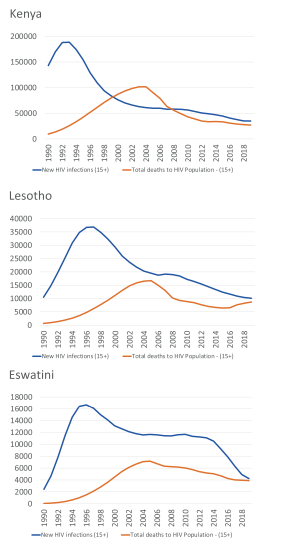 Kenya
200000
150000
100000
50000
0
1990 1992 1994 1996 1998 2000 2002 2004 2006 2008 2010 2012 2014 2016 2018
New HIV infections (15+) Total deaths to HIV Population - (15+)
Lesotho
40000
35000
30000
25000
20000
15000
10000
5000
0
1990 1992 1994 1996 1998 2000 2002 2004 2006 2008 2010 2012 2014 2016 2018
New HIV infections (15+) Total deaths to HIV Population - (15+)
Eswatini
18000
16000
14000
12000
10000
8000
6000
4000
2000
0
1990 1992 1994 1996 1998 2000 2002 2004 2006 2008 2010 2012 2014 2016 2018
New HIV infections (15+) Total deaths to HIV Population - (15+)